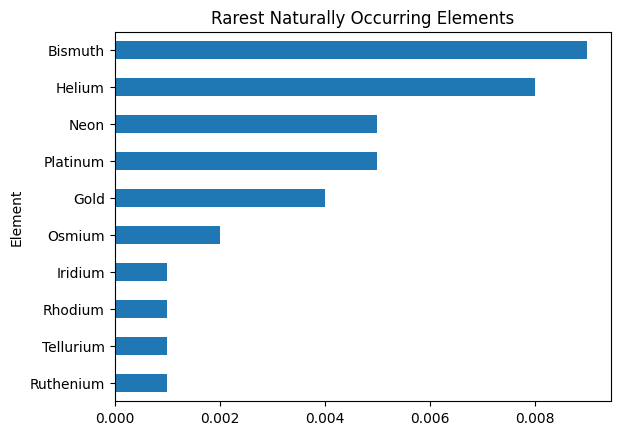 Rarest Naturally Occurring Elements
Bismuth
Helium
Neon
Platinum
Gold
Osmium
Iridium
Rhodium
Tellurium
Ruthenium
Element
0.000 0.002 0.004 0.006 0.008